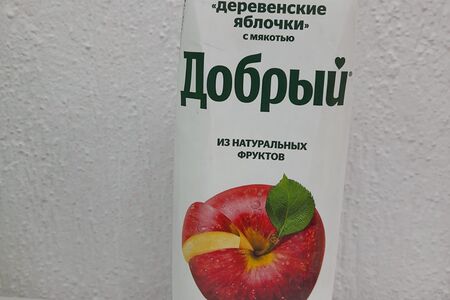 «деревенские
яблочки»
с мякотью
Добрый®
из натуральных
фруктов